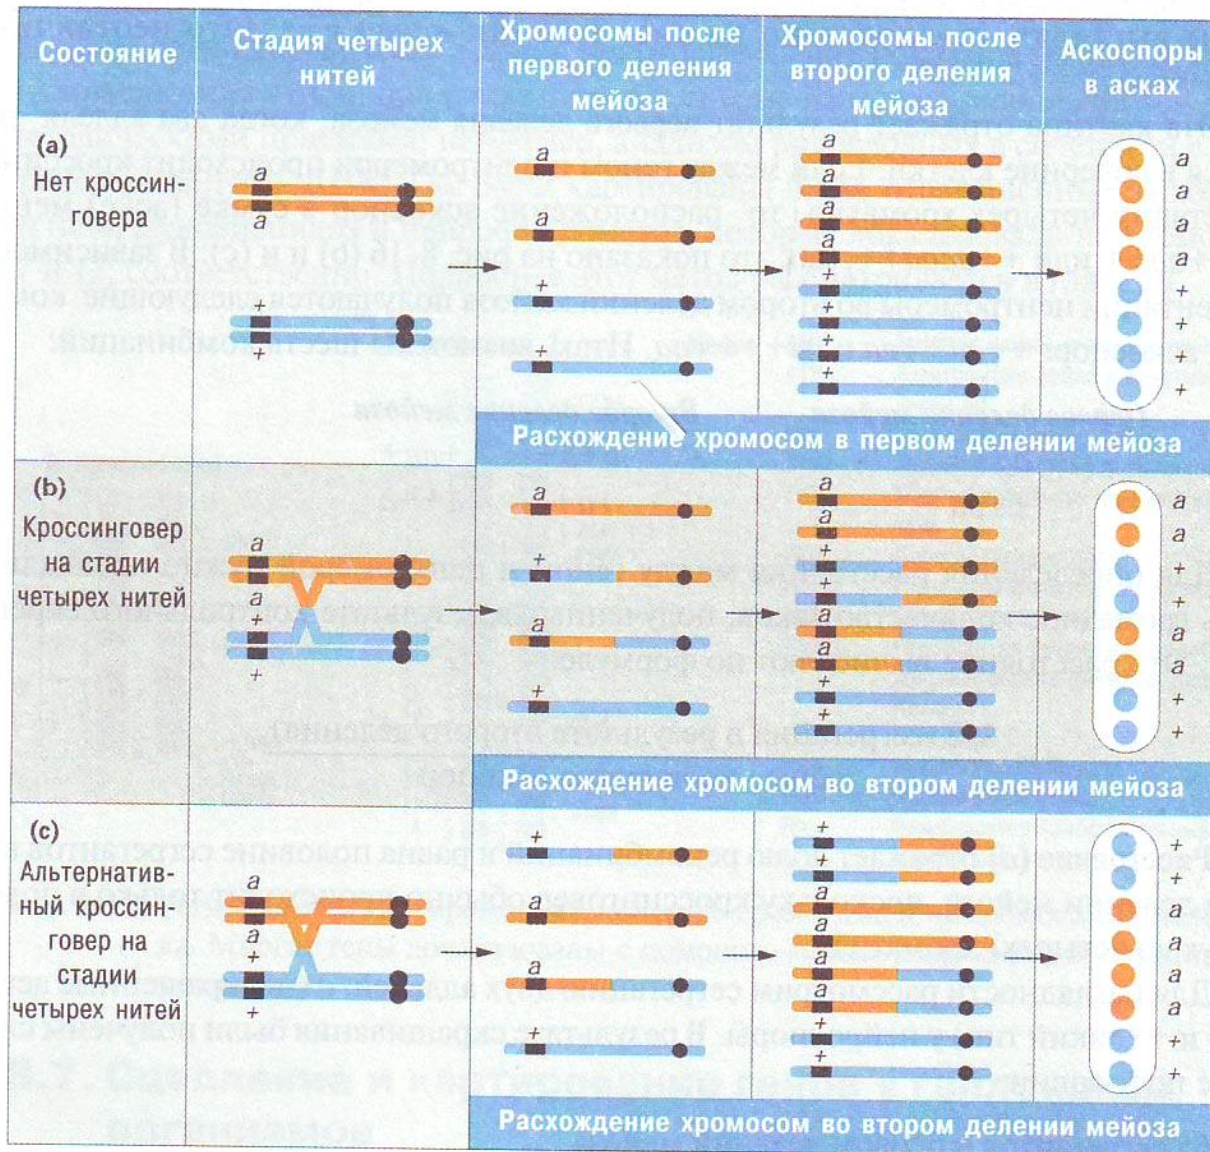 Состояние
Стадия четырех
нитей
Хромосомы после
первого деления
мейоза
Хромосомы после
второго деления
мейоза
Аскоспоры
в асках
(a)
Нет кроссин-
говера
a
a
+
+
a
a
+
+
a
a
a
a
+
+
+
+
a
a
a
a
+
+
+
+
Расхождение хромосом в первом делении мейоза
(b)
Кроссинговер
на стадии
четырех нитей
a
a
+
+
a
+
a
+
a
a
+
+
a
a
+
+
a
a
+
+
a
a
+
+
Расхождение хромосом во втором делении мейоза
(c)
Альтернатив-
ный кроссин-
говер на
стадии
четырех нитей
a
a
+
+
+
a
a
+
+
+
a
a
a
a
+
+
+
+
a
a
a
a
+
+
Расхождение хромосом во втором делении мейоза